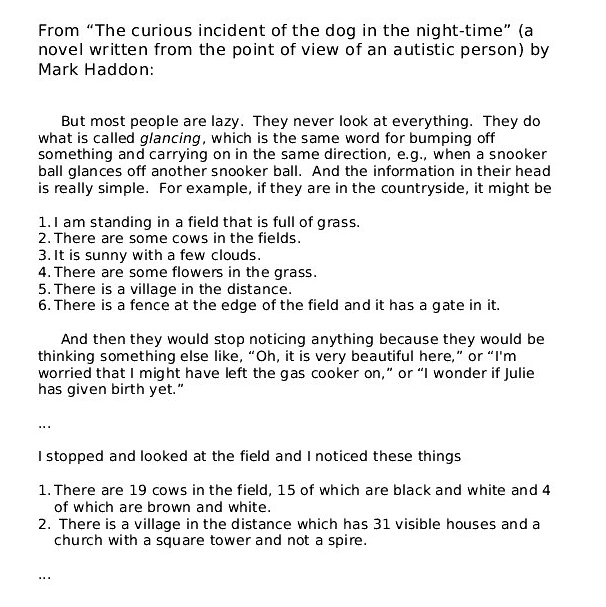 From “The curious incident of the dog in the night-time” (a
novel written from the point of view of an autistic person) by
Mark Haddon:
But most people are lazy.  They never look at everything.  They do
what is called glancing, which is the same word for bumping off
something and carrying on in the same direction, e.g., when a snooker
ball glances off another snooker ball.  And the information in their head
is really simple.  For example, if they are in the countryside, it might be
1. I am standing in a field that is full of grass.
2. There are some cows in the fields.
3. It is sunny with a few clouds.
4. There are some flowers in the grass.
5. There is a village in the distance.
6. There is a fence at the edge of the field and it has a gate in it.
And then they would stop noticing anything because they would be
thinking something else like, “Oh, it is very beautiful here,” or “I'm
worried that I might have left the gas cooker on,” or “I wonder if Julie
has given birth yet.”
...
I stopped and looked at the field and I noticed these things
1. There are 19 cows in the field, 15 of which are black and white and 4
of which are brown and white.
2.  There is a village in the distance which has 31 visible houses and a
church with a square tower and not a spire.
...